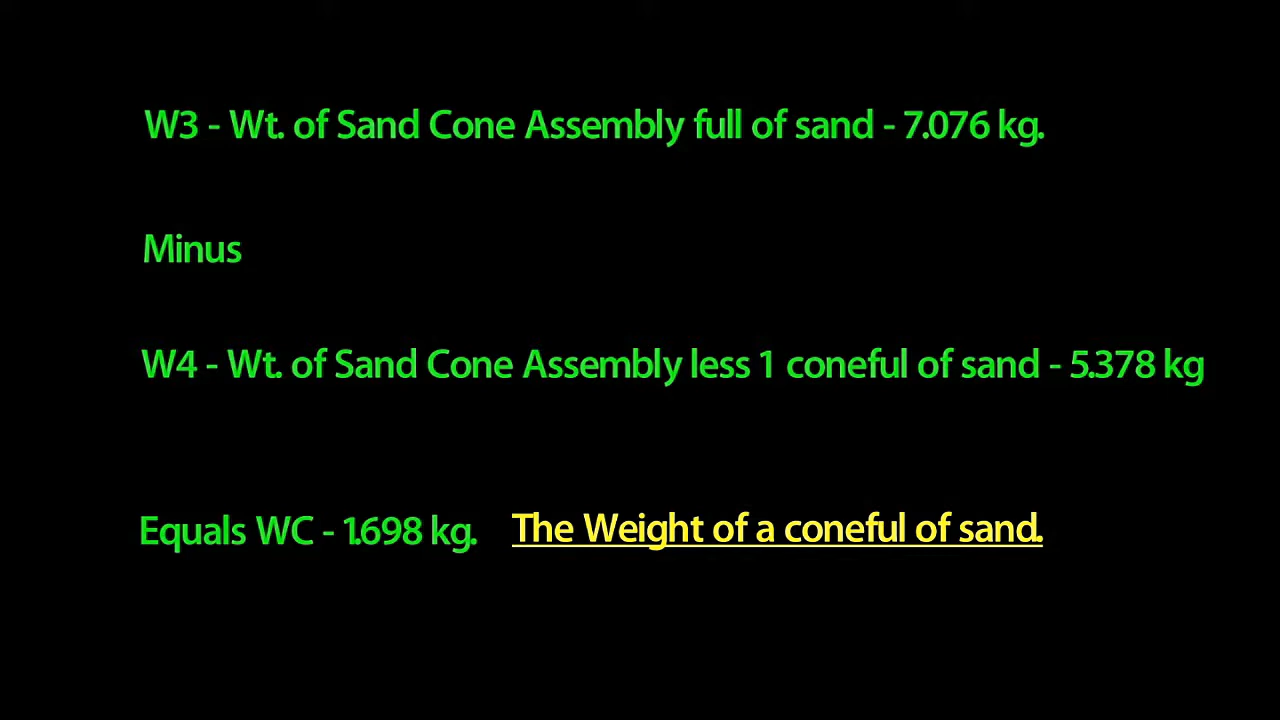 W3 - Wt. of Sand Cone Assembly full of sand - 7.076 kg.
Minus
W4 - Wt. of Sand Cone Assembly less 1 coneful of sand - 5.378 kg
Equals WC - 1.698 kg. The Weight of a coneful of sand.